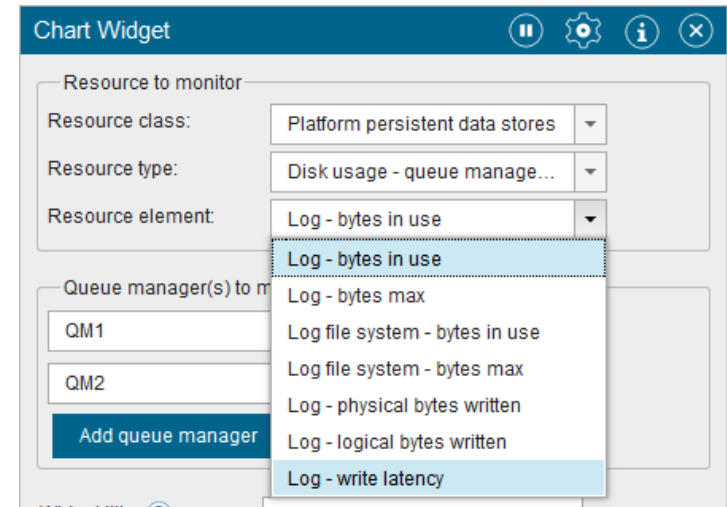 Chart Widget
Resource to monitor
Resource class: Platform persistent data stores
Resource type: Disk usage - queue manage...
Resource element: Log - bytes in use
Log - bytes in use
Queue manager(s) to m
Log - bytes max
QM1
Log file system - bytes in use
Log file system - bytes max
QM2
Log - physical bytes written
Add queue manager
Log - logical bytes written
Log - write latency